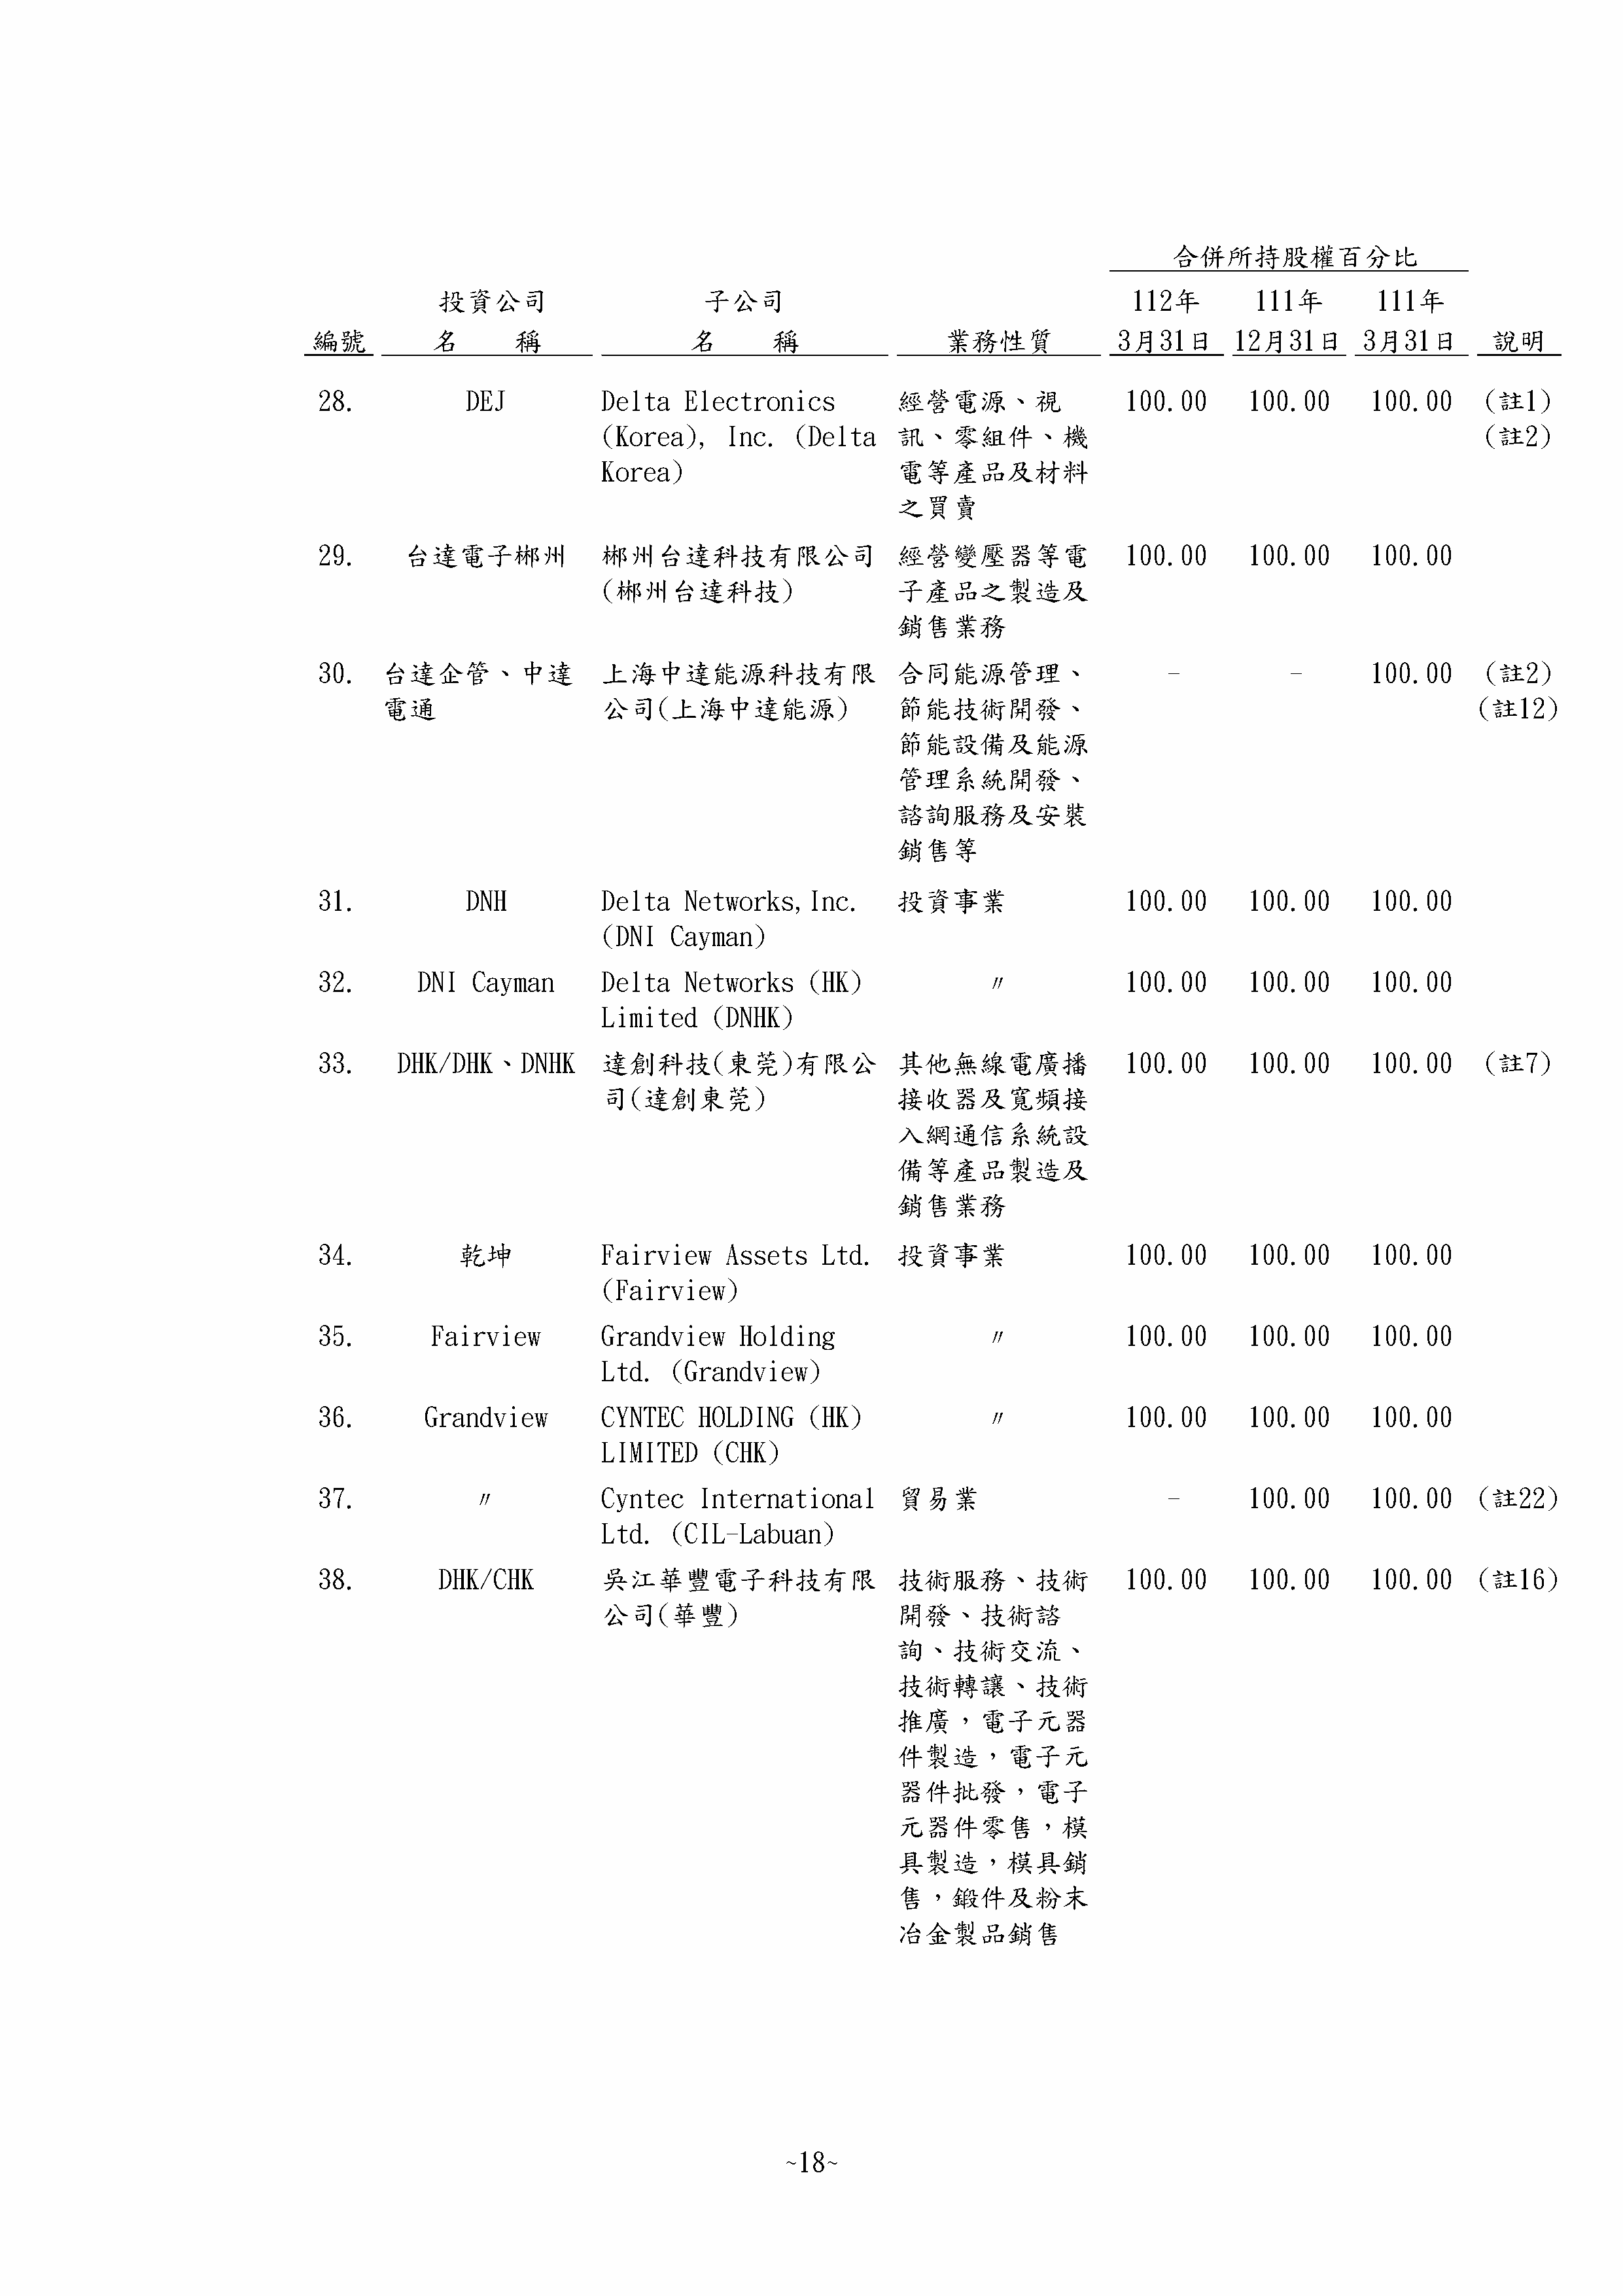 合併所持股權百分比
投資公司 子公司 112年 111年 111年
編號 名 稱 名 稱 業務性質 3月31日 12月31日 3月31日 說明
28. DEJ Delta Electronics 經營電源、視 100.00 100.00 100.00 (註1)
(Korea), Inc. (Delta 訊、零組件、機 (註2)
Korea) 電等產品及材料
之買賣
29. 台達電子郴州 郴州台達科技有限公司 經營變壓器等電 100.00 100.00 100.00
(郴州台達科技) 子產品之製造及
銷售業務
30. 台達企管、中達 上海中達能源科技有限 合同能源管理、 - - 100.00 (註2)
電通 公司(上海中達能源) 節能技術開發、 (註12)
節能設備及能源
管理系統開發、
諮詢服務及安裝
銷售等
31. DNH Delta Networks,Inc. 投資事業 100.00 100.00 100.00
(DNI Cayman)
32. DNI Cayman Delta Networks (HK) 〃 100.00 100.00 100.00
Limited (DNHK)
33. DHK/DHK、DNHK 達創科技(東莞)有限公 其他無線電廣播 100.00 100.00 100.00 (註7)
司(達創東莞) 接收器及寬頻接
入網通信系統設
備等產品製造及
銷售業務
34. 乾坤 Fairview Assets Ltd. 投資事業 100.00 100.00 100.00
(Fairview)
35. Fairview Grandview Holding 〃 100.00 100.00 100.00
Ltd. (Grandview)
36. Grandview CYNTEC HOLDING (HK) 〃 100.00 100.00 100.00
LIMITED (CHK)
37. 〃 Cyntec International 貿易業 - 100.00 100.00 (註22)
Ltd. (CIL-Labuan)
38. DHK/CHK 吳江華豐電子科技有限 技術服務、技術 100.00 100.00 100.00 (註16)
公司(華豐) 開發、技術諮
詢、技術交流、
技術轉讓、技術
推廣，電子元器
件製造，電子元
器件批發，電子
元器件零售，模
具製造，模具銷
售，鍛件及粉末
冶金製品銷售
~18~